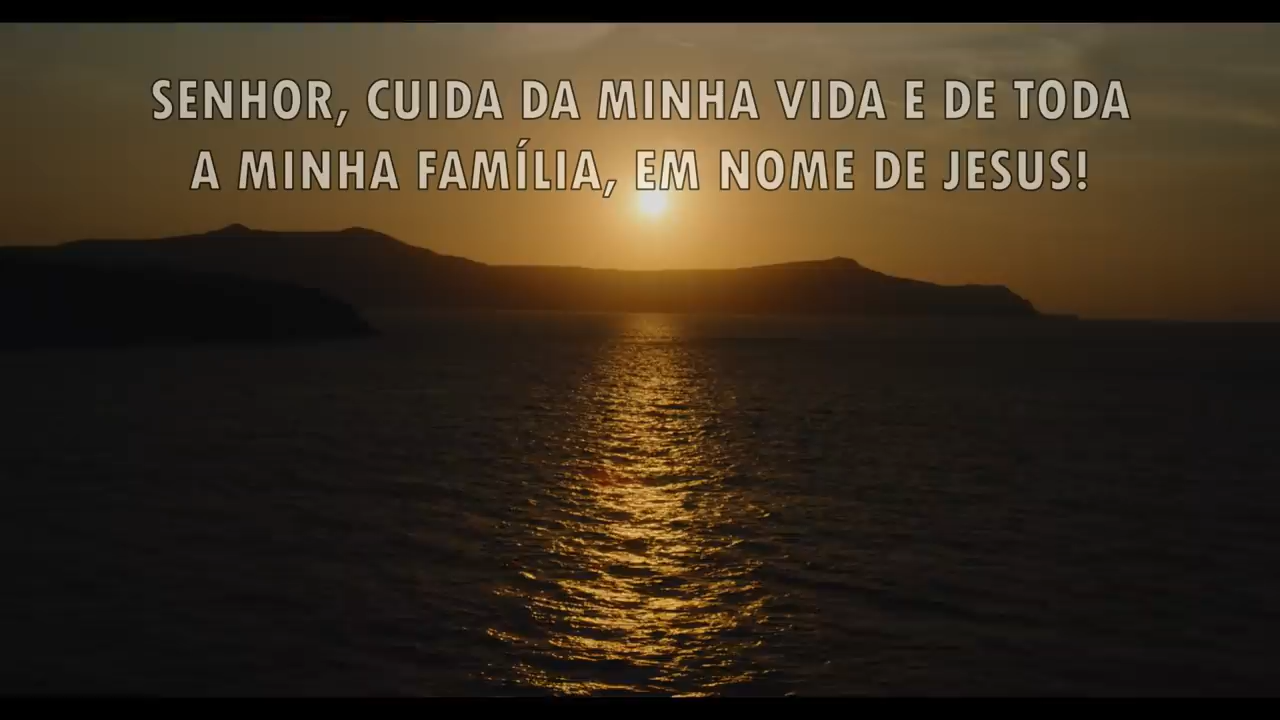 SENHOR, CUIDA DA MINHA VIDA E DE TODA
A MINHA FAMÍLIA, EM NOME DE JESUS!